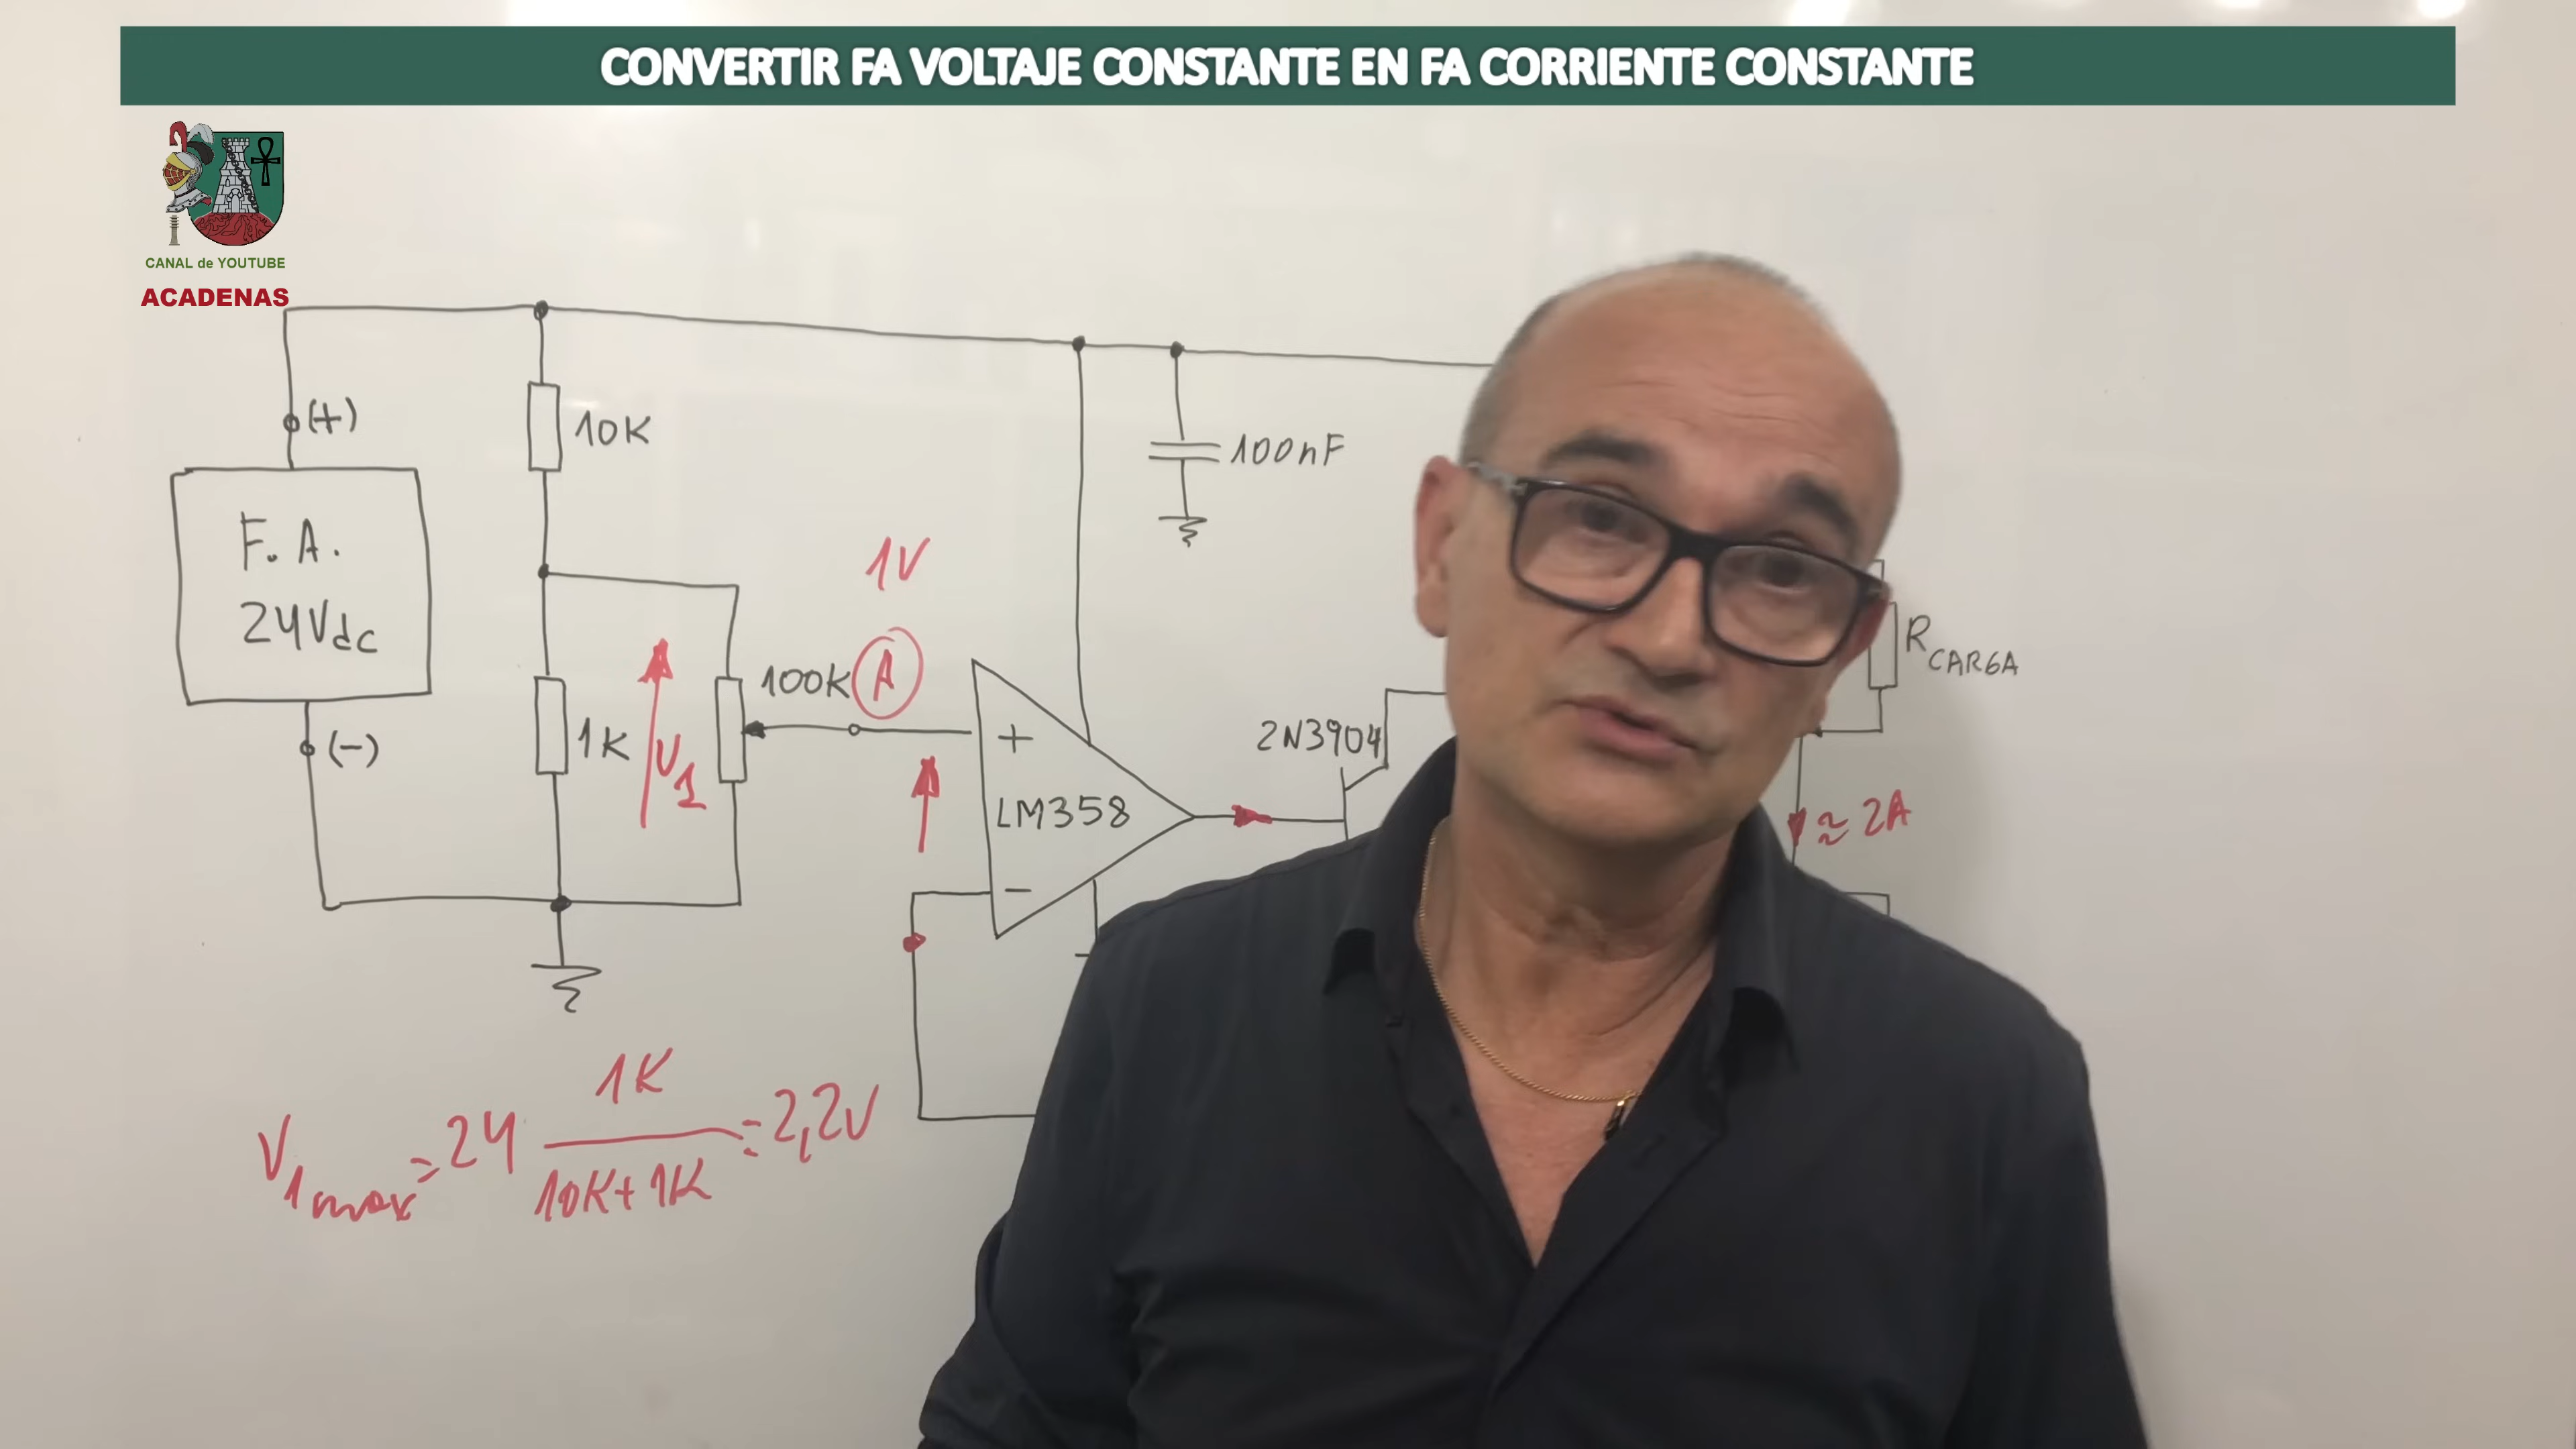 CONVERTIR FA VOLTAJE CONSTANTE EN FA CORRIENTE CONSTANTE
CANAL de YOUTUBE
ACADENAS
(+)
10K
100nF
F. A.
24Vdc
1V
(-)
1K
V1
100K
A
+
LM358
-
2N3904
RCARGA
≈ 2A
V1max = 24 1K / 10K+1K = 2,2V